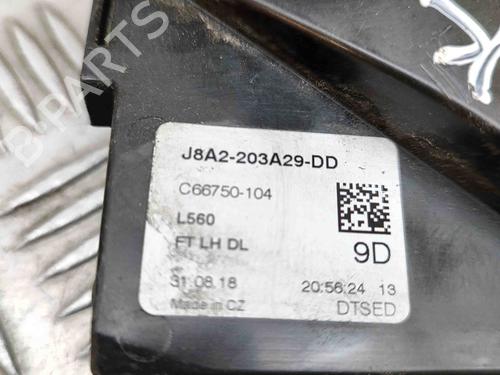 B-PARTS
J8A2-203A29-DD
C66750-104
L560
FT LH DL
9D
31.08.18
20:56:24 13
Made in CZ
DTSED